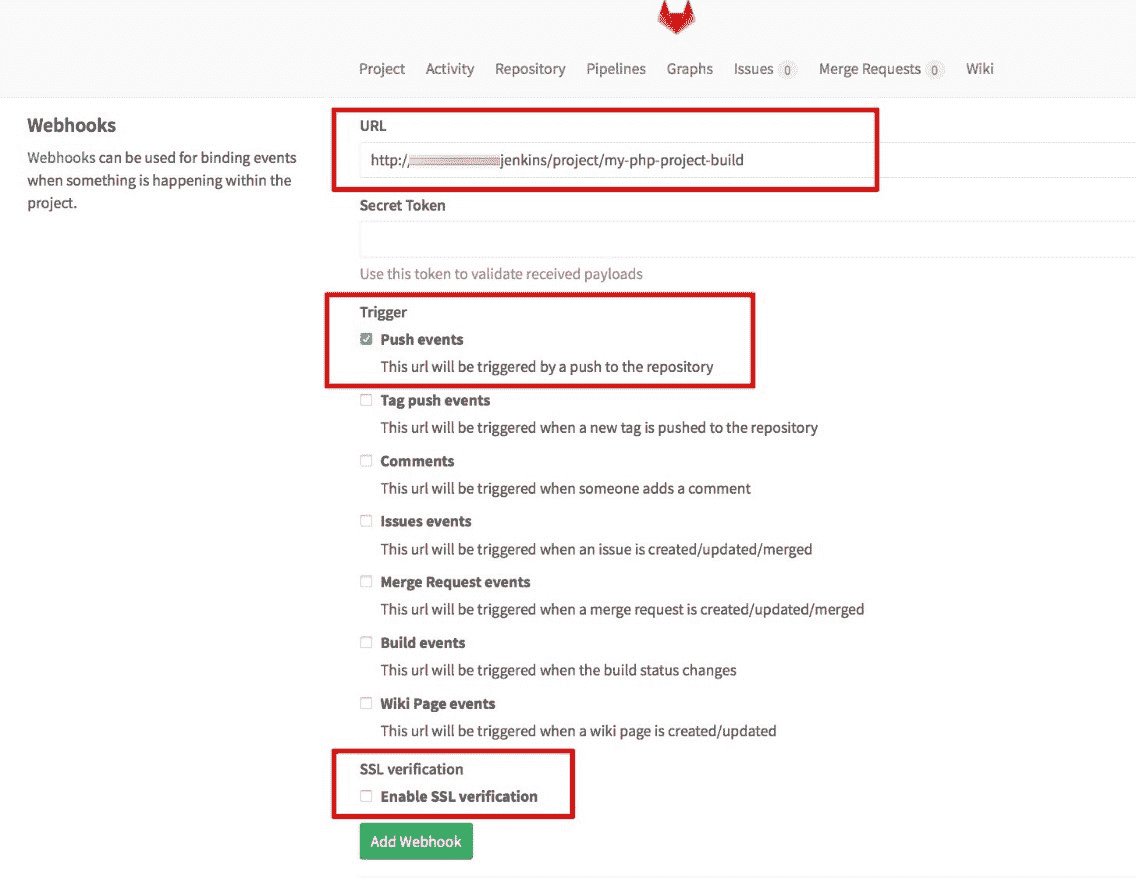 Project Activity Repository Pipelines Graphs Issues 0 Merge Requests 0 Wiki
Webhooks
Webhooks can be used for binding events
when something is happening within the
project.
URL
http:/ jenkins/project/my-php-project-build
Secret Token
Use this token to validate received payloads
Trigger
Push events
This url will be triggered by a push to the repository
Tag push events
This url will be triggered when a new tag is pushed to the repository
Comments
This url will be triggered when someone adds a comment
Issues events
This url will be triggered when an issue is created/updated/merged
Merge Request events
This url will be triggered when a merge request is created/updated/merged
Build events
This url will be triggered when the build status changes
Wiki Page events
This url will be triggered when a wiki page is created/updated
SSL verification
Enable SSL verification
Add Webhook